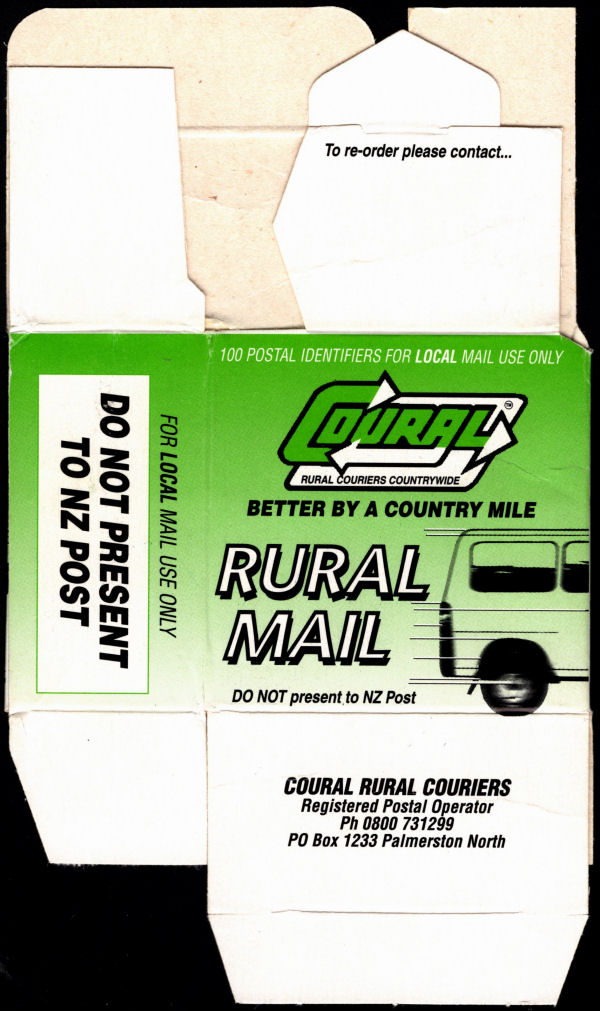 To re-order please contact...
100 POSTAL IDENTIFIERS FOR LOCAL MAIL USE ONLY
COURAL TM
RURAL COURIERS COUNTRYWIDE
BETTER BY A COUNTRY MILE
RURAL
MAIL
DO NOT present to NZ Post
FOR LOCAL MAIL USE ONLY
DO NOT PRESENT
TO NZ POST
COURAL RURAL COURIERS
Registered Postal Operator
Ph 0800 731299
PO Box 1233 Palmerston North